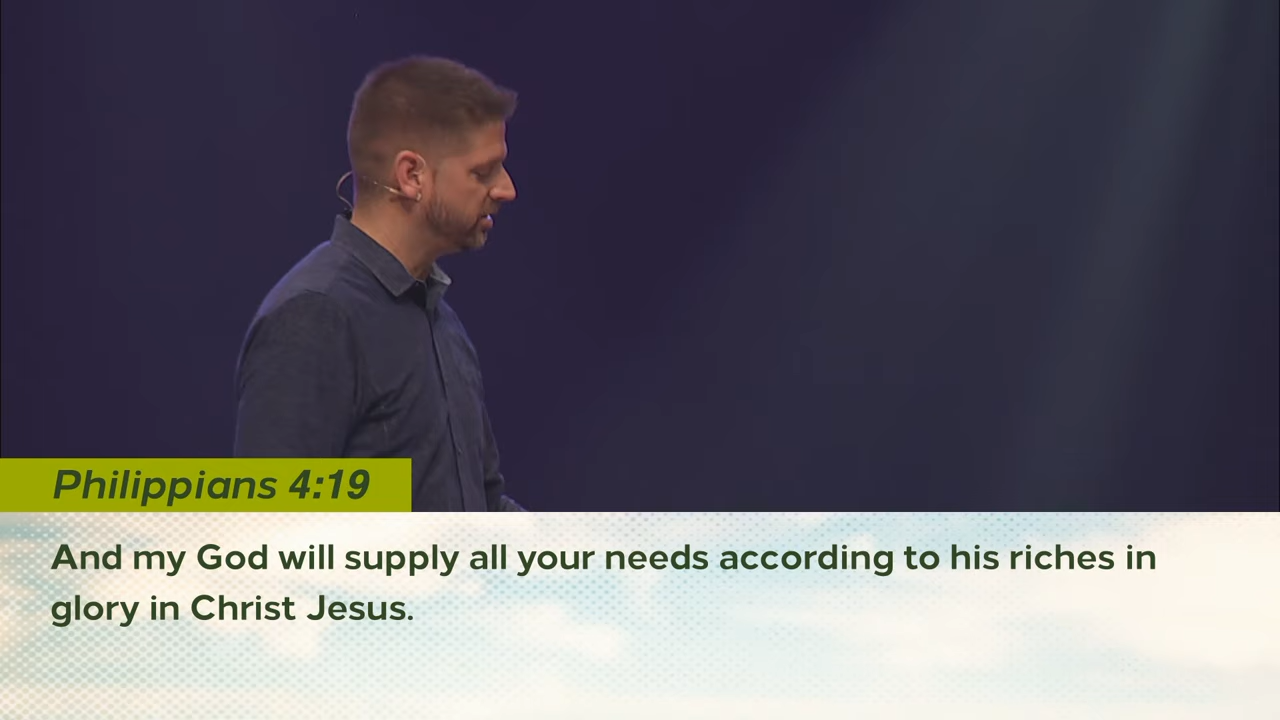 Philippians 4:19
And my God will supply all your needs according to his riches in
glory in Christ Jesus.